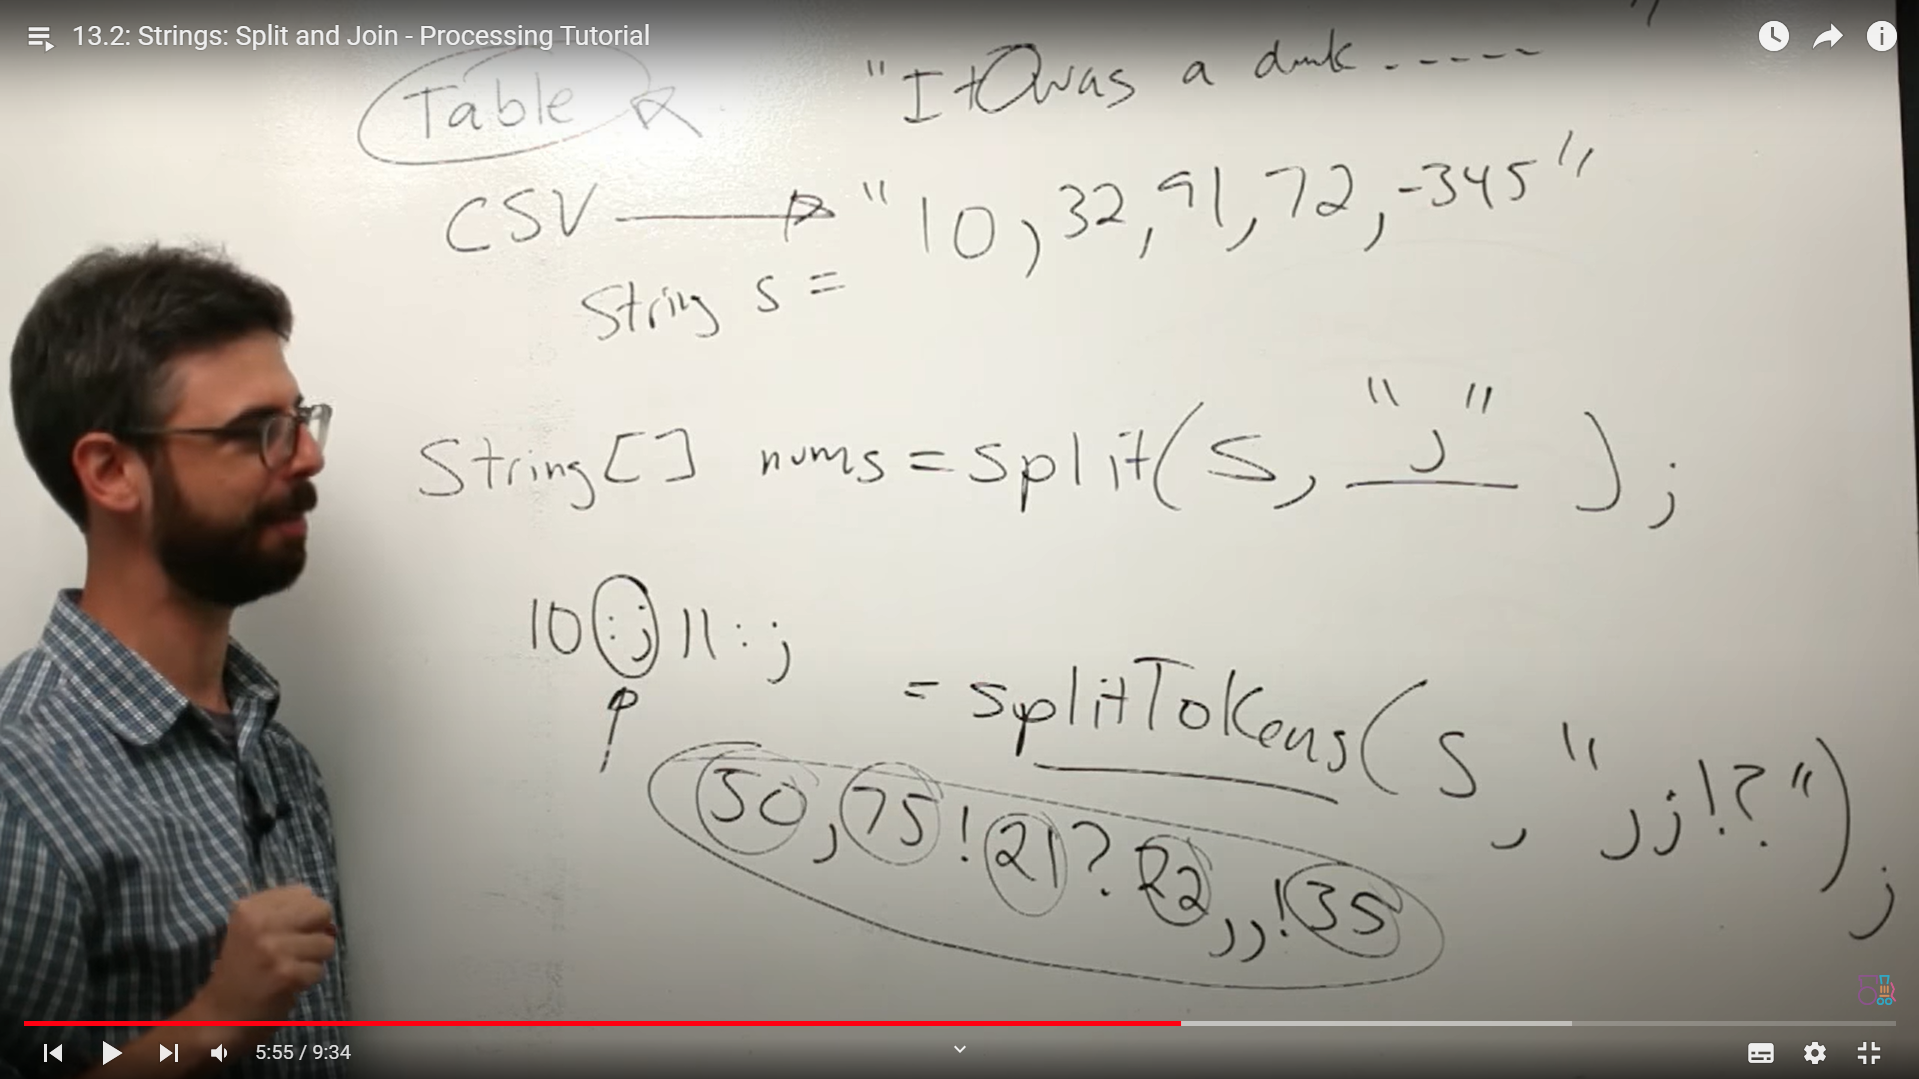 13.2: Strings: Split and Join - Processing Tutorial
"It was a dark ----- "
Table
CSV → "10,32,91,72,-345"
String s =
String[] nums = split(s, "," );
10:;11:;
= splitTokens(s, ",;!?");
50,75!21?22,,!35
5:55 / 9:34